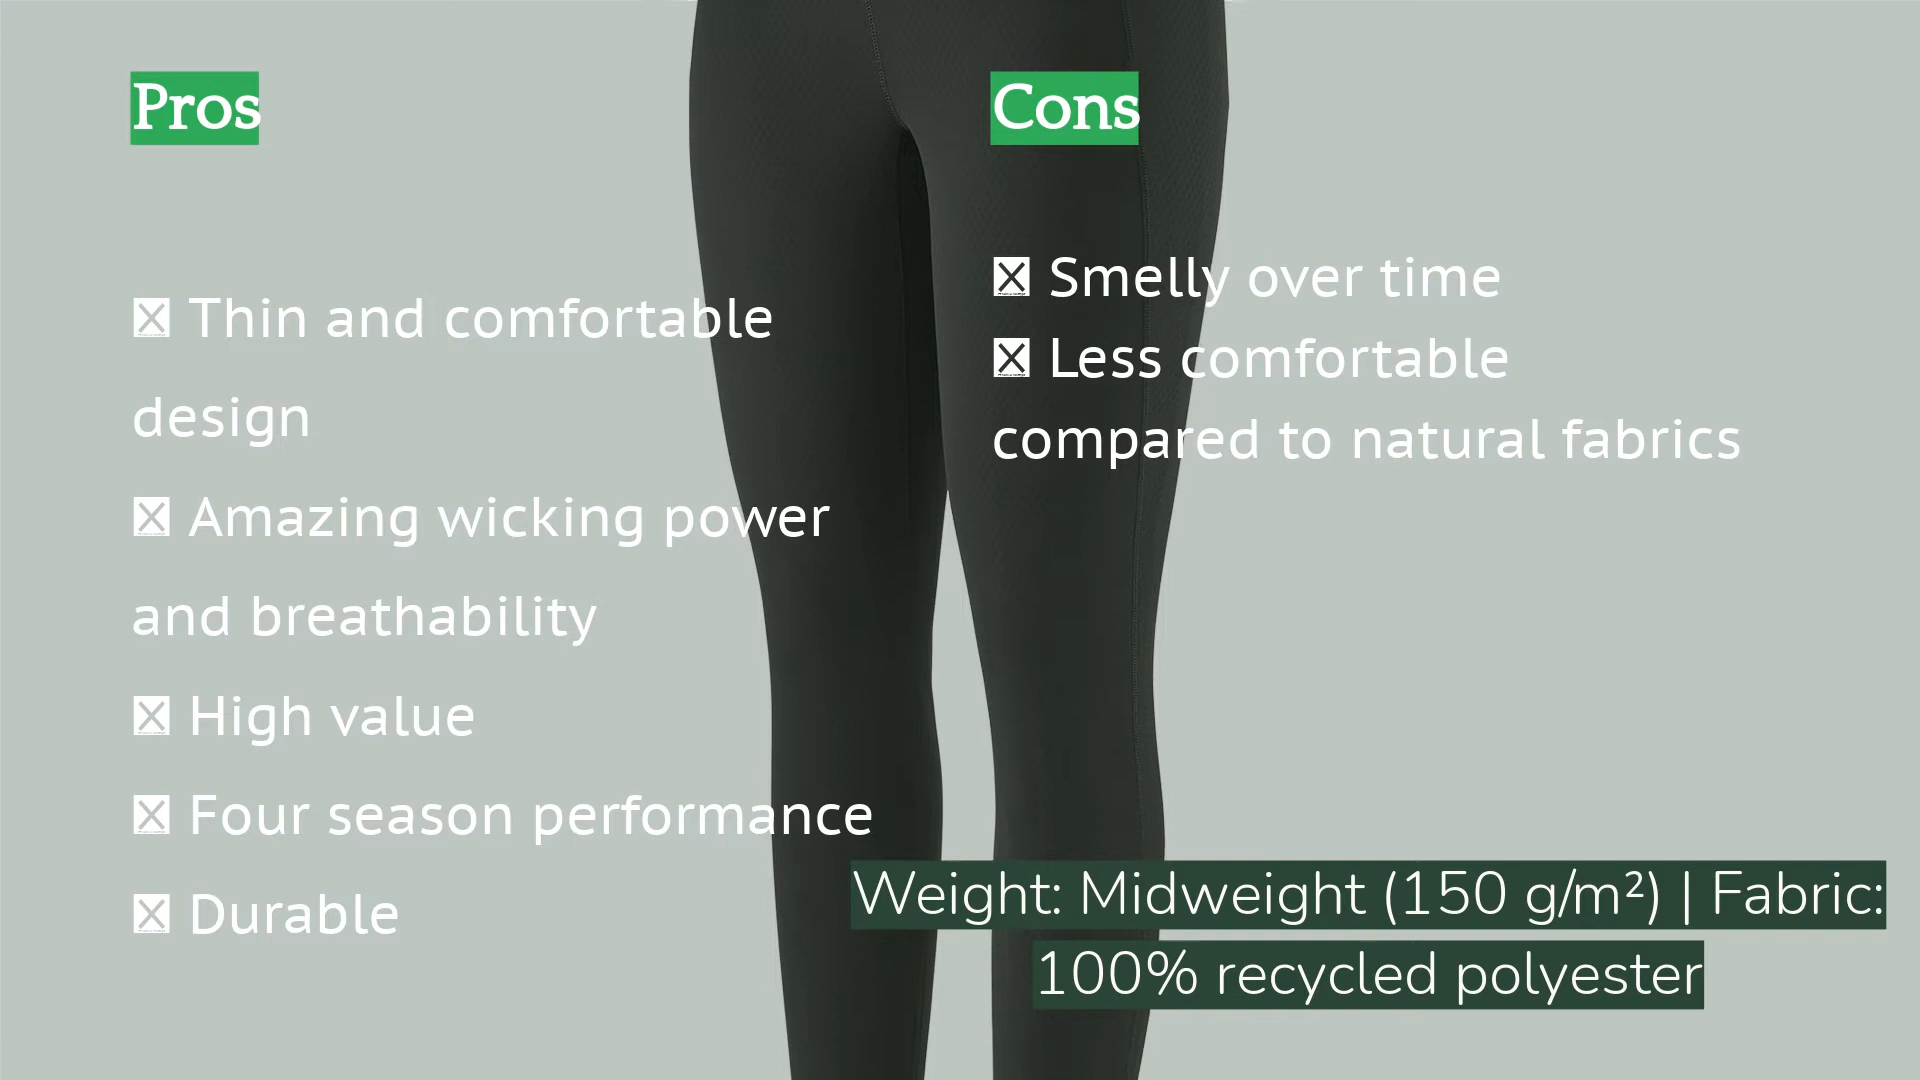 Pros
Thin and comfortable
design
Amazing wicking power
and breathability
High value
Four season performance
Durable
Cons
Smelly over time
Less comfortable
compared to natural fabrics
Weight: Midweight (150 g/m²) | Fabric:
100% recycled polyester